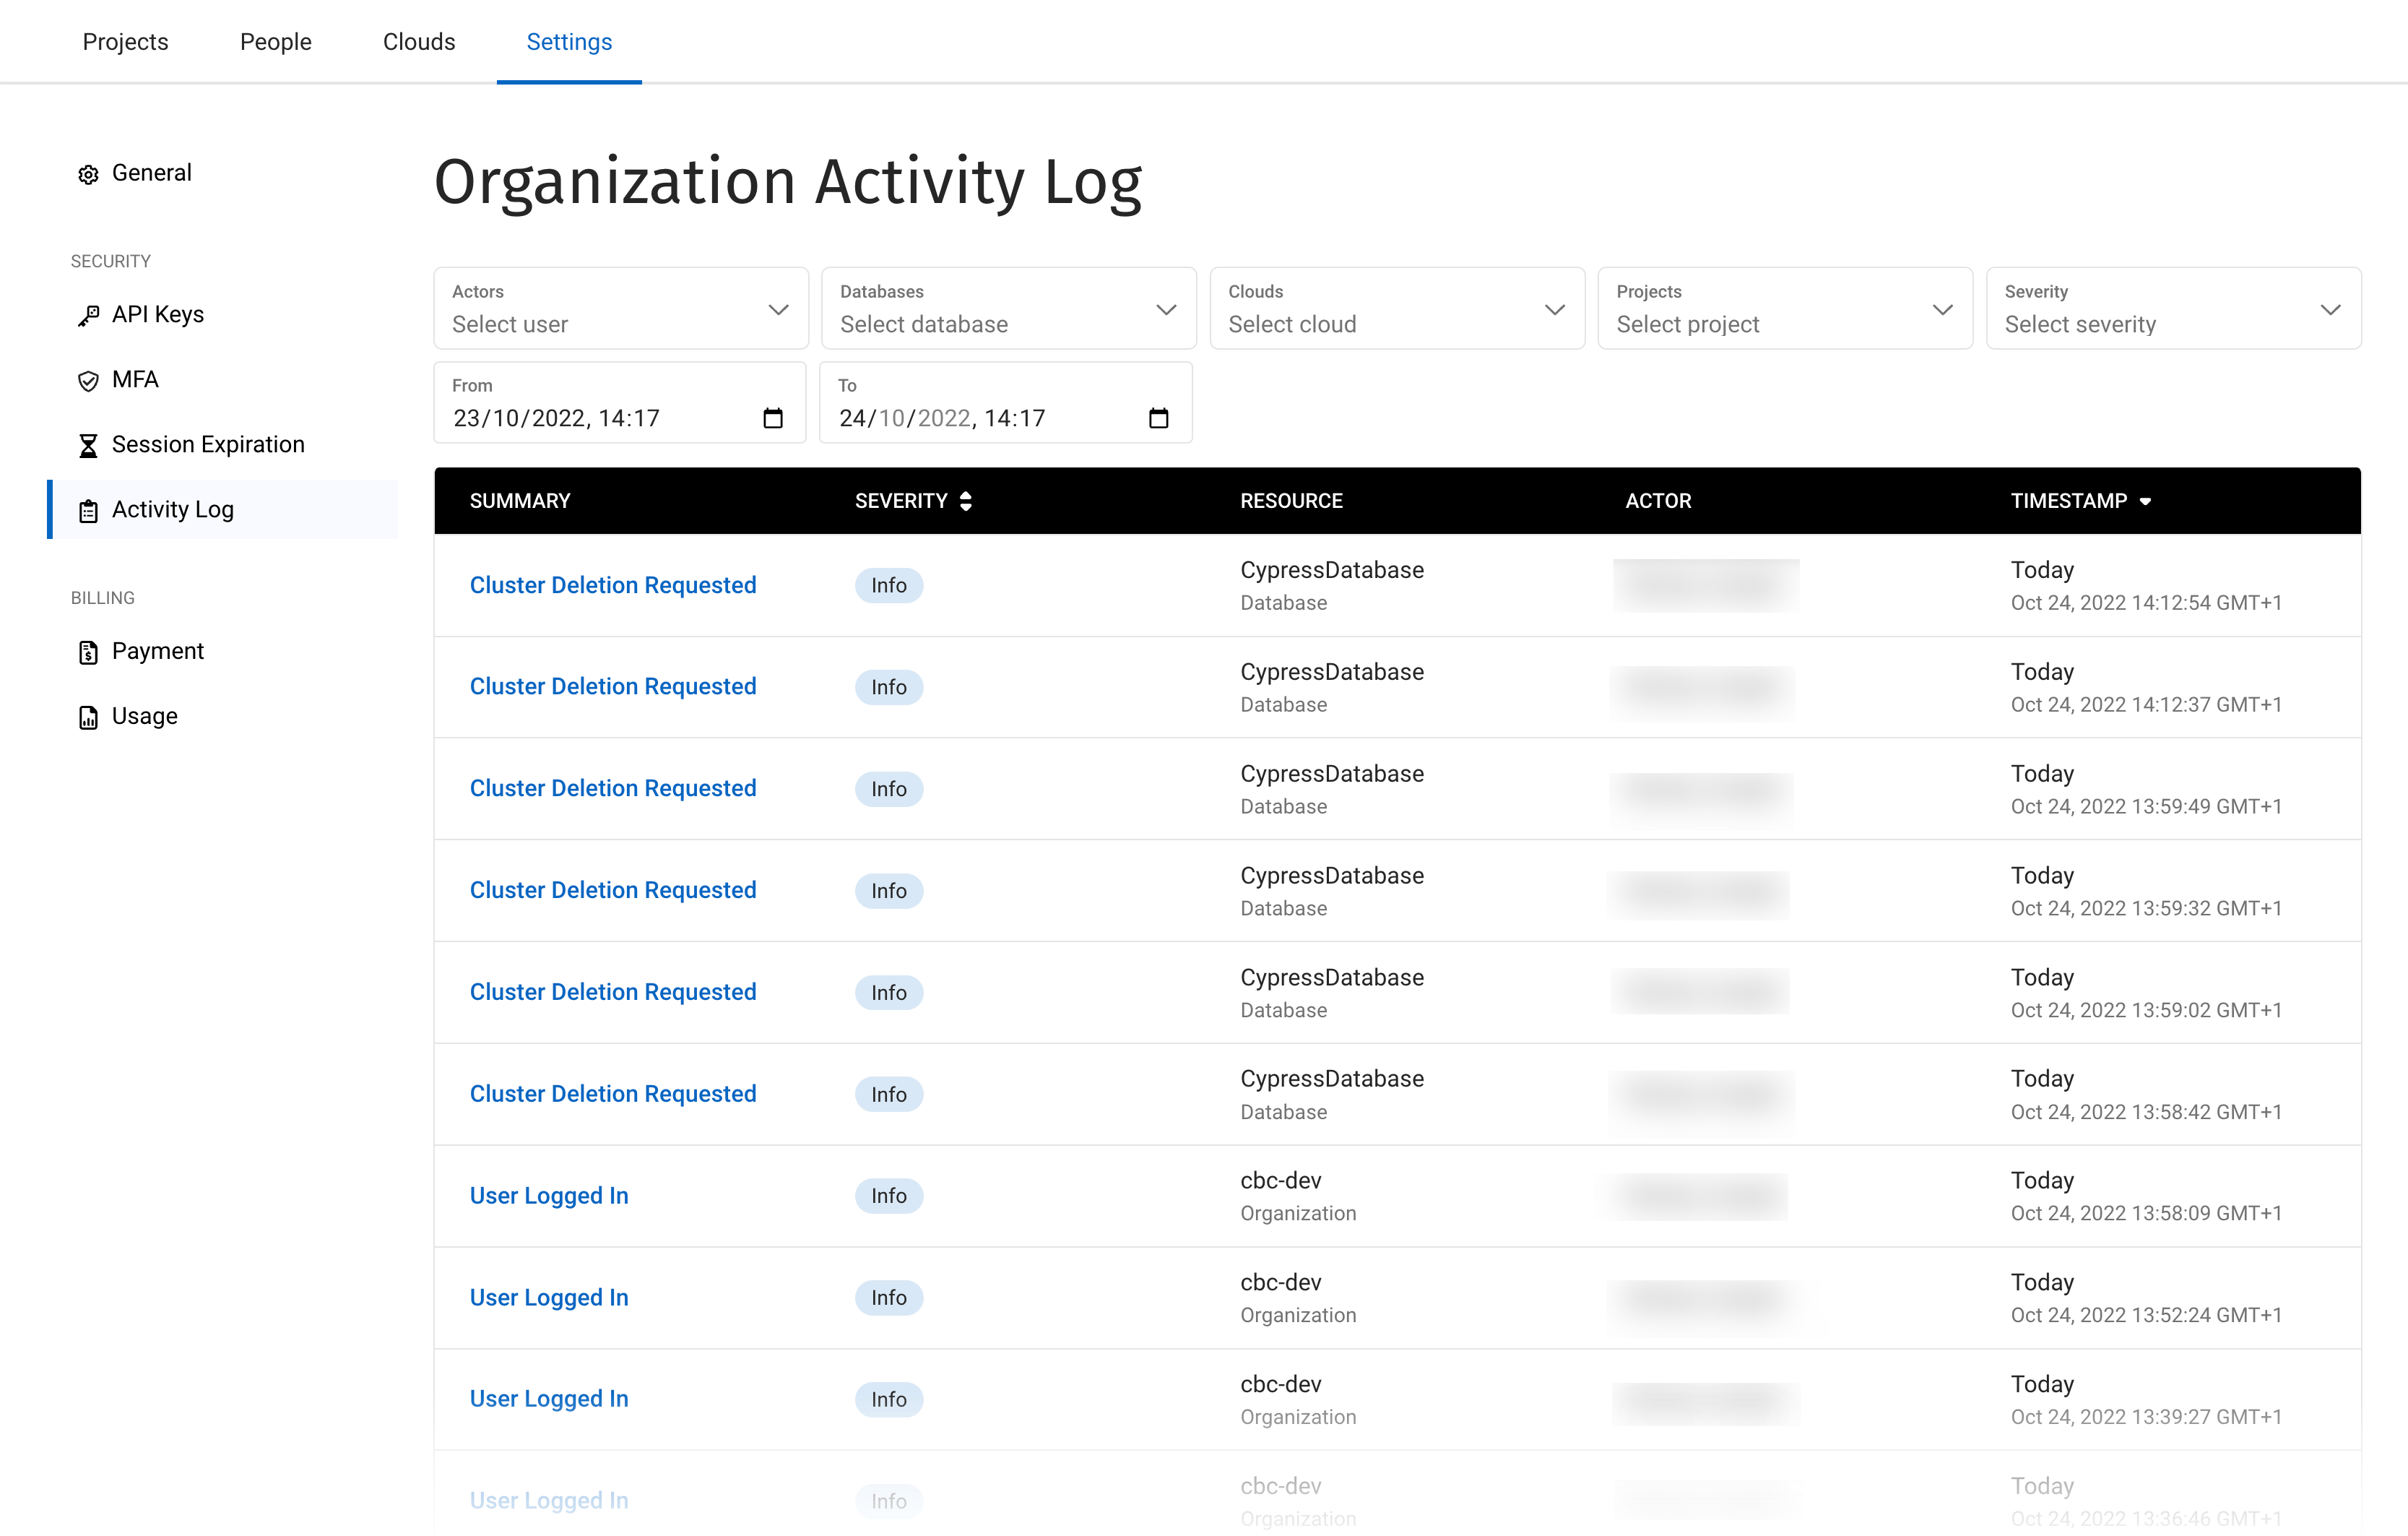 Projects People Clouds Settings
General
SECURITY
API Keys
MFA
Session Expiration
Activity Log
BILLING
Payment
Usage
Organization Activity Log
Actors
Select user
Databases
Select database
Clouds
Select cloud
Projects
Select project
Severity
Select severity
From
23/10/2022, 14:17
To
24/10/2022, 14:17
SUMMARY SEVERITY RESOURCE ACTOR TIMESTAMP
Cluster Deletion Requested Info CypressDatabase Today
Database Oct 24, 2022 14:12:54 GMT+1
Cluster Deletion Requested Info CypressDatabase Today
Database Oct 24, 2022 14:12:37 GMT+1
Cluster Deletion Requested Info CypressDatabase Today
Database Oct 24, 2022 13:59:49 GMT+1
Cluster Deletion Requested Info CypressDatabase Today
Database Oct 24, 2022 13:59:32 GMT+1
Cluster Deletion Requested Info CypressDatabase Today
Database Oct 24, 2022 13:59:02 GMT+1
Cluster Deletion Requested Info CypressDatabase Today
Database Oct 24, 2022 13:58:42 GMT+1
User Logged In Info cbc-dev Today
Organization Oct 24, 2022 13:58:09 GMT+1
User Logged In Info cbc-dev Today
Organization Oct 24, 2022 13:52:24 GMT+1
User Logged In Info cbc-dev Today
Organization Oct 24, 2022 13:39:27 GMT+1
User Logged In Info cbc-dev Today
Organization Oct 24, 2022 13:36:46 GMT+1